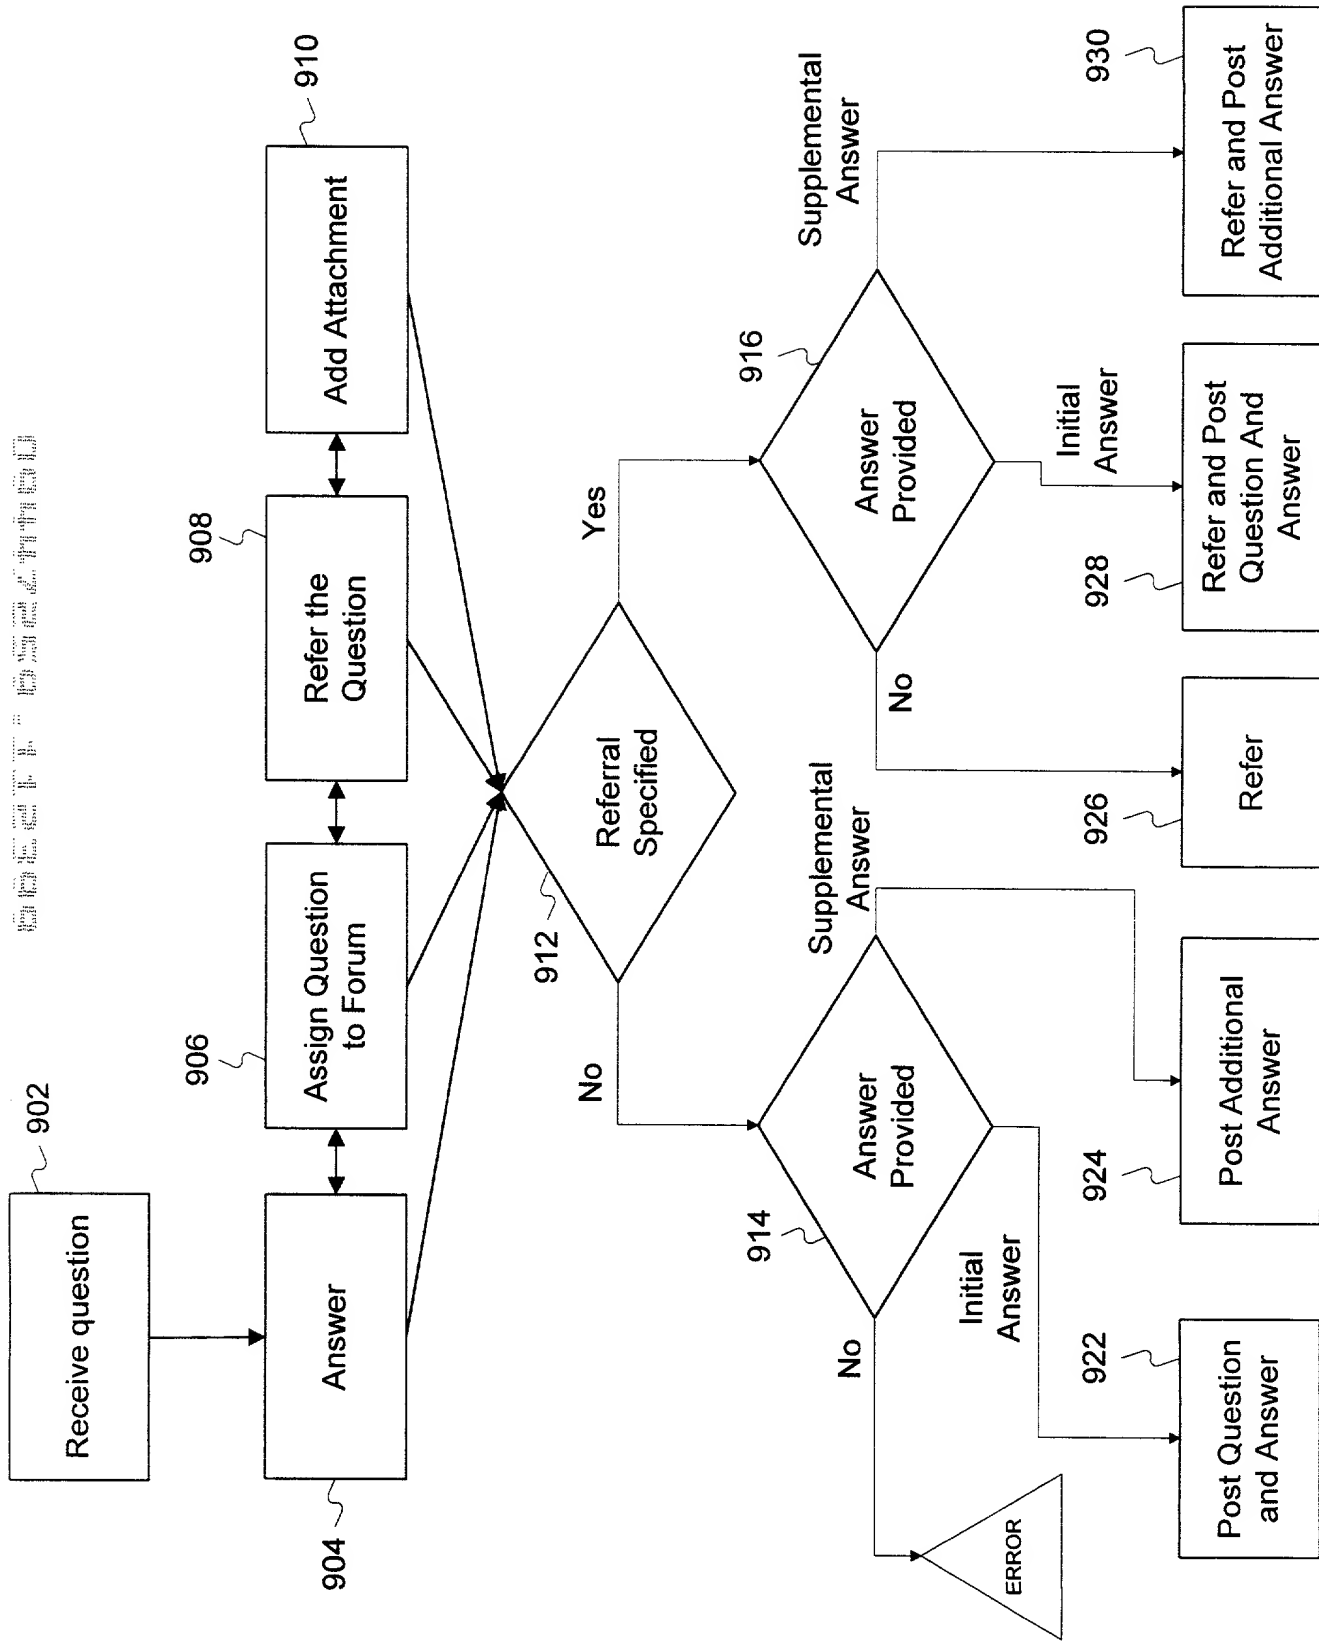 902
Receive question
910
908
906
904
Answer
Assign Question
to Forum
Refer the
Question
Add Attachment
912
Referral
Specified
No
Yes
914
Answer
Provided
916
Answer
Provided
No
Initial
Answer
Supplemental
Answer
No
Initial
Answer
Supplemental
Answer
ERROR
922
Post Question
and Answer
924
Post Additional
Answer
926
Refer
928
Refer and Post
Question And
Answer
930
Refer and Post
Additional Answer